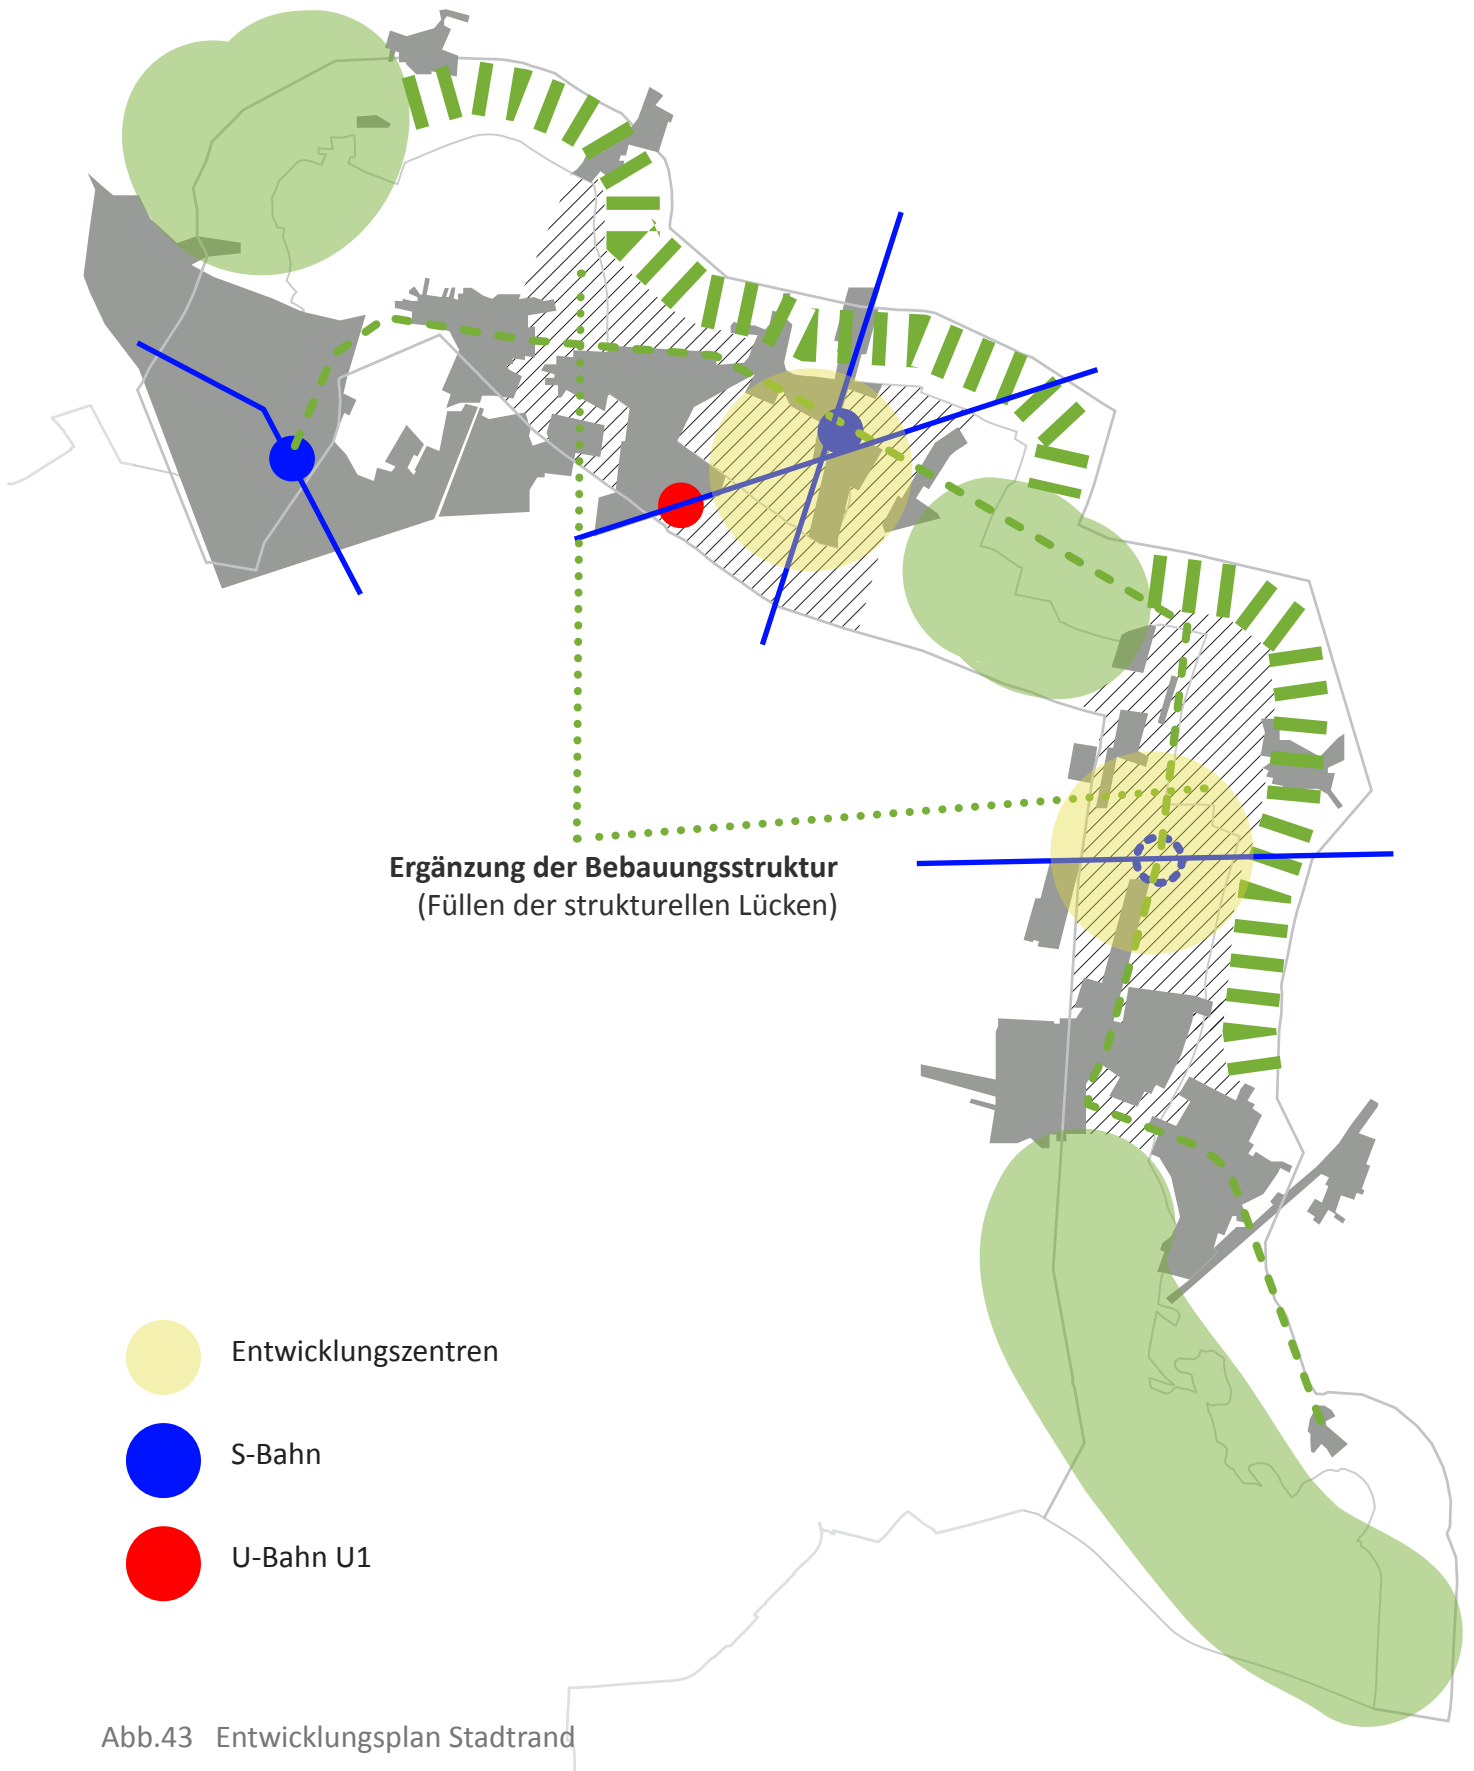 Ergänzung der Bebauungsstruktur
(Füllen der strukturellen Lücken)
Entwicklungszentren
S-Bahn
U-Bahn U1
Abb.43 Entwicklungsplan Stadtrand